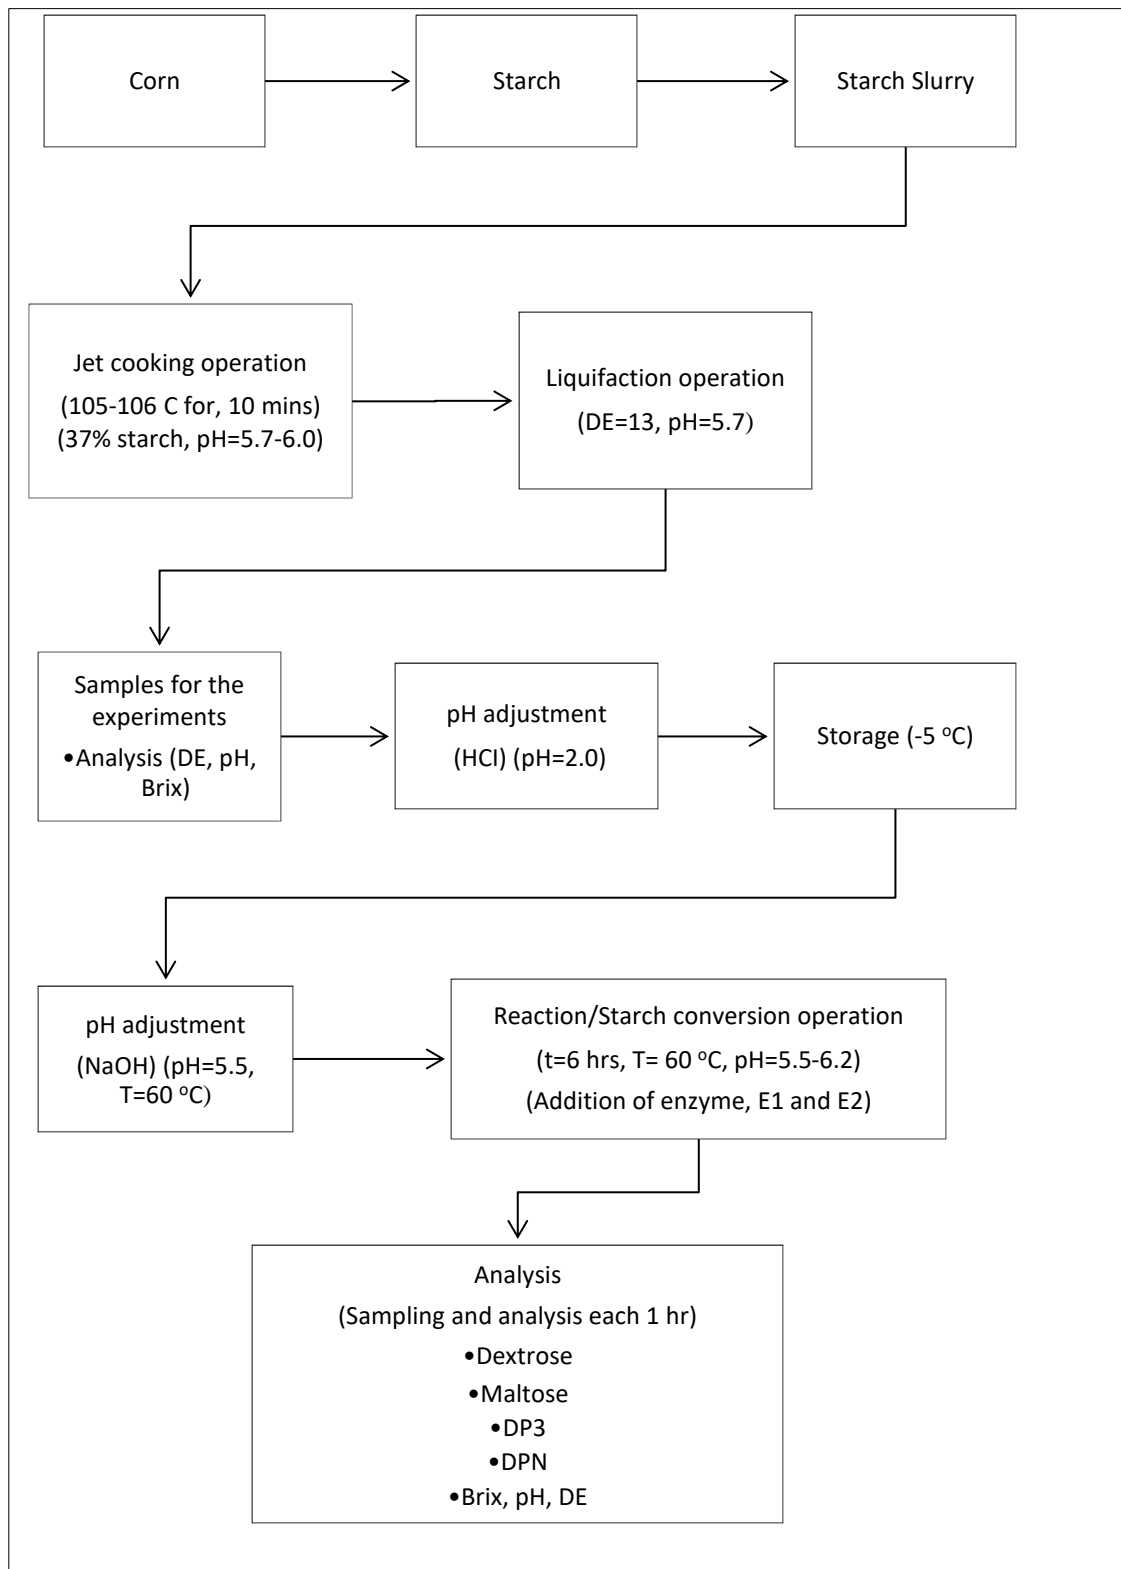 Corn
Starch
Starch Slurry
Jet cooking operation
(105-106 C for, 10 mins)
(37% starch, pH=5.7-6.0)
Liquifaction operation
(DE=13, pH=5.7)
Samples for the
experiments
•Analysis (DE, pH,
Brix)
pH adjustment
(HCl) (pH=2.0)
Storage (-5 °C)
pH adjustment
(NaOH) (pH=5.5,
T=60 °C)
Reaction/Starch conversion operation
(t=6 hrs, T= 60 °C, pH=5.5-6.2)
(Addition of enzyme, E1 and E2)
Analysis
(Sampling and analysis each 1 hr)
•Dextrose
•Maltose
•DP3
•DPN
•Brix, pH, DE